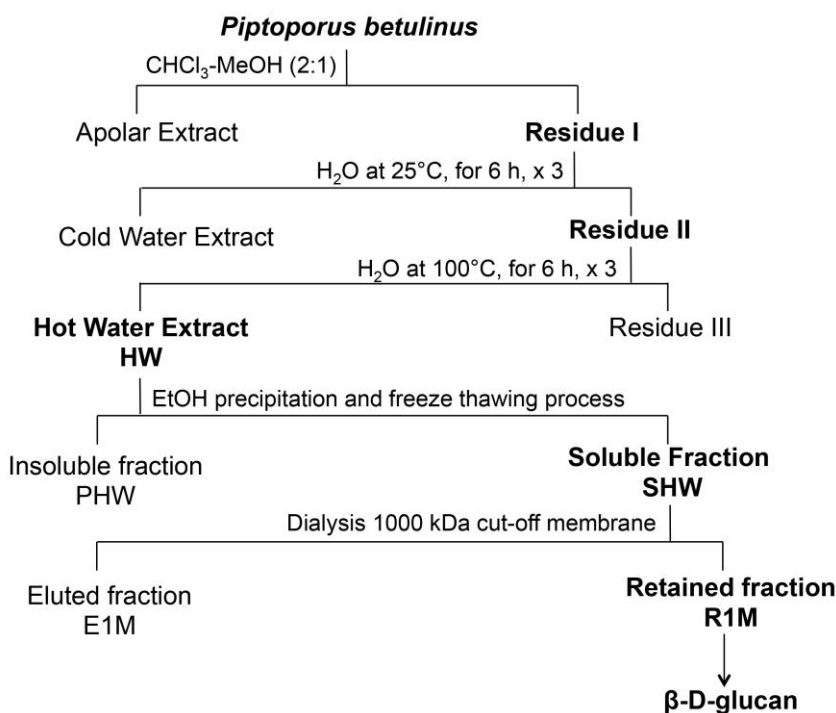 Piptoporus betulinus
CHCl₃-MeOH (2:1)
Apolar Extract
Residue I
H₂O at 25°C, for 6 h, x 3
Cold Water Extract
Residue II
H₂O at 100°C, for 6 h, x 3
Hot Water Extract
HW
Residue III
EtOH precipitation and freeze thawing process
Insoluble fraction
PHW
Soluble Fraction
SHW
Dialysis 1000 kDa cut-off membrane
Eluted fraction
E1M
Retained fraction
R1M
β-D-glucan